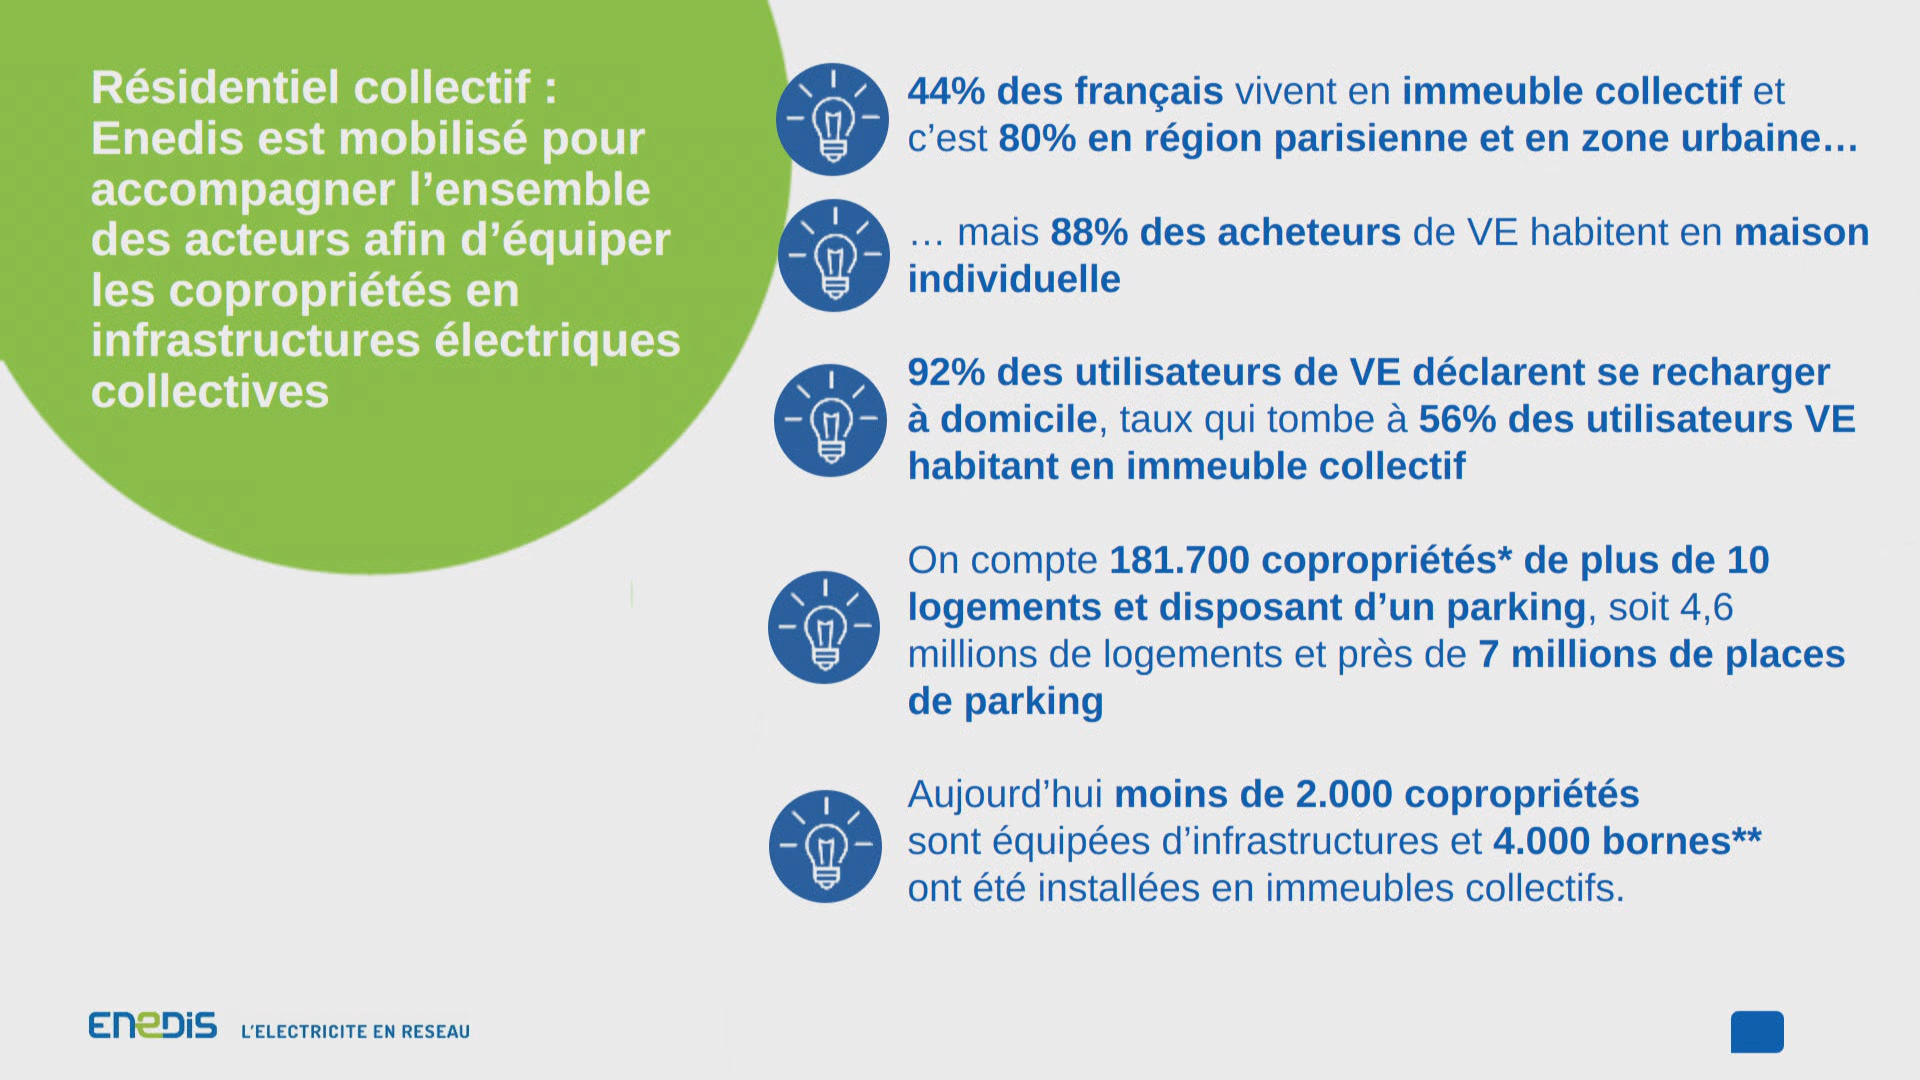 Résidentiel collectif :
Enedis est mobilisé pour
accompagner l’ensemble
des acteurs afin d’équiper
les copropriétés en
infrastructures électriques
collectives
44% des français vivent en immeuble collectif et
c’est 80% en région parisienne et en zone urbaine…
… mais 88% des acheteurs de VE habitent en maison
individuelle
92% des utilisateurs de VE déclarent se recharger
à domicile, taux qui tombe à 56% des utilisateurs VE
habitant en immeuble collectif
On compte 181.700 copropriétés* de plus de 10
logements et disposant d’un parking, soit 4,6
millions de logements et près de 7 millions de places
de parking
Aujourd’hui moins de 2.000 copropriétés
sont équipées d’infrastructures et 4.000 bornes**
ont été installées en immeubles collectifs.
ENEDIS L’ELECTRICITE EN RESEAU